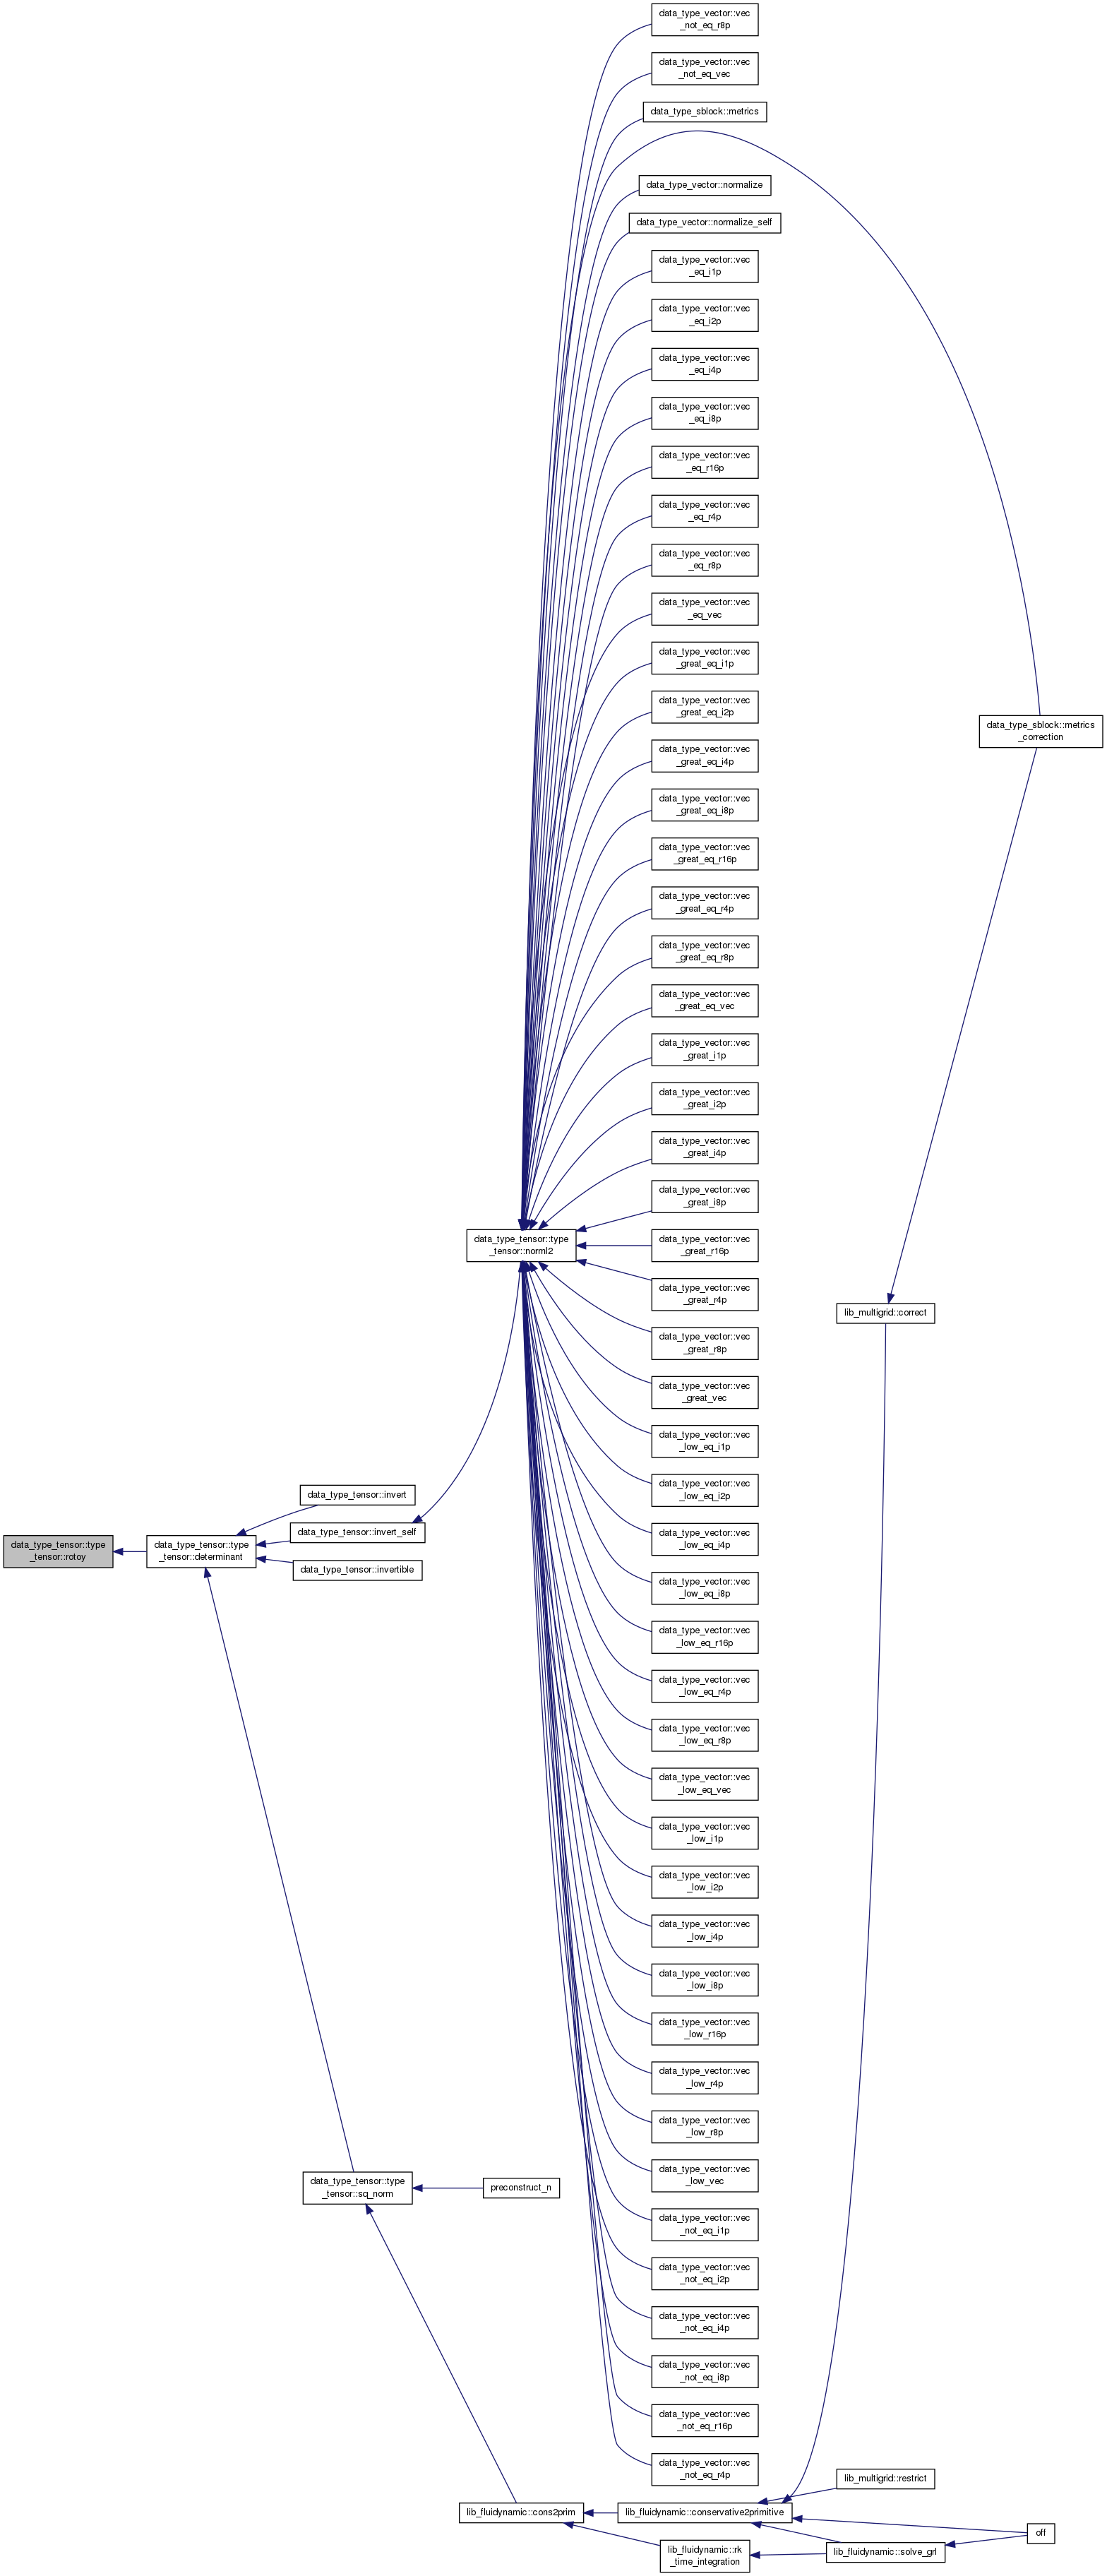 data_type_vector::vec
_not_eq_r8p
data_type_vector::vec
_not_eq_vec
data_type_sblock::metrics
data_type_vector::normalize
data_type_vector::normalize_self
data_type_vector::vec
_eq_i1p
data_type_vector::vec
_eq_i2p
data_type_vector::vec
_eq_i4p
data_type_vector::vec
_eq_i8p
data_type_vector::vec
_eq_r16p
data_type_vector::vec
_eq_r4p
data_type_vector::vec
_eq_r8p
data_type_vector::vec
_eq_vec
data_type_vector::vec
_great_eq_i1p
data_type_vector::vec
_great_eq_i2p
data_type_sblock::metrics
_correction
data_type_vector::vec
_great_eq_i4p
data_type_vector::vec
_great_eq_i8p
data_type_vector::vec
_great_eq_r16p
data_type_vector::vec
_great_eq_r4p
data_type_vector::vec
_great_eq_r8p
data_type_vector::vec
_great_eq_vec
data_type_vector::vec
_great_i1p
data_type_vector::vec
_great_i2p
data_type_vector::vec
_great_i4p
data_type_vector::vec
_great_i8p
data_type_tensor::type
_tensor::norml2
data_type_vector::vec
_great_r16p
data_type_vector::vec
_great_r4p
lib_multigrid::correct
data_type_vector::vec
_great_r8p
data_type_vector::vec
_great_vec
data_type_vector::vec
_low_eq_i1p
data_type_vector::vec
_low_eq_i2p
data_type_tensor::invert
data_type_tensor::invert_self
data_type_vector::vec
_low_eq_i4p
data_type_tensor::type
_tensor::rotoy
data_type_tensor::type
_tensor::determinant
data_type_tensor::invertible
data_type_vector::vec
_low_eq_i8p
data_type_vector::vec
_low_eq_r16p
data_type_vector::vec
_low_eq_r4p
data_type_vector::vec
_low_eq_r8p
data_type_vector::vec
_low_eq_vec
data_type_vector::vec
_low_i1p
data_type_vector::vec
_low_i2p
data_type_vector::vec
_low_i4p
data_type_vector::vec
_low_i8p
data_type_vector::vec
_low_r16p
data_type_vector::vec
_low_r4p
data_type_vector::vec
_low_r8p
data_type_vector::vec
_low_vec
data_type_tensor::type
_tensor::sq_norm
preconstruct_n
data_type_vector::vec
_not_eq_i1p
data_type_vector::vec
_not_eq_i2p
data_type_vector::vec
_not_eq_i4p
data_type_vector::vec
_not_eq_i8p
data_type_vector::vec
_not_eq_r16p
data_type_vector::vec
_not_eq_r4p
lib_multigrid::restrict
lib_fluidynamic::cons2prim
lib_fluidynamic::conservative2primitive
off
lib_fluidynamic::rk
_time_integration
lib_fluidynamic::solve_grl